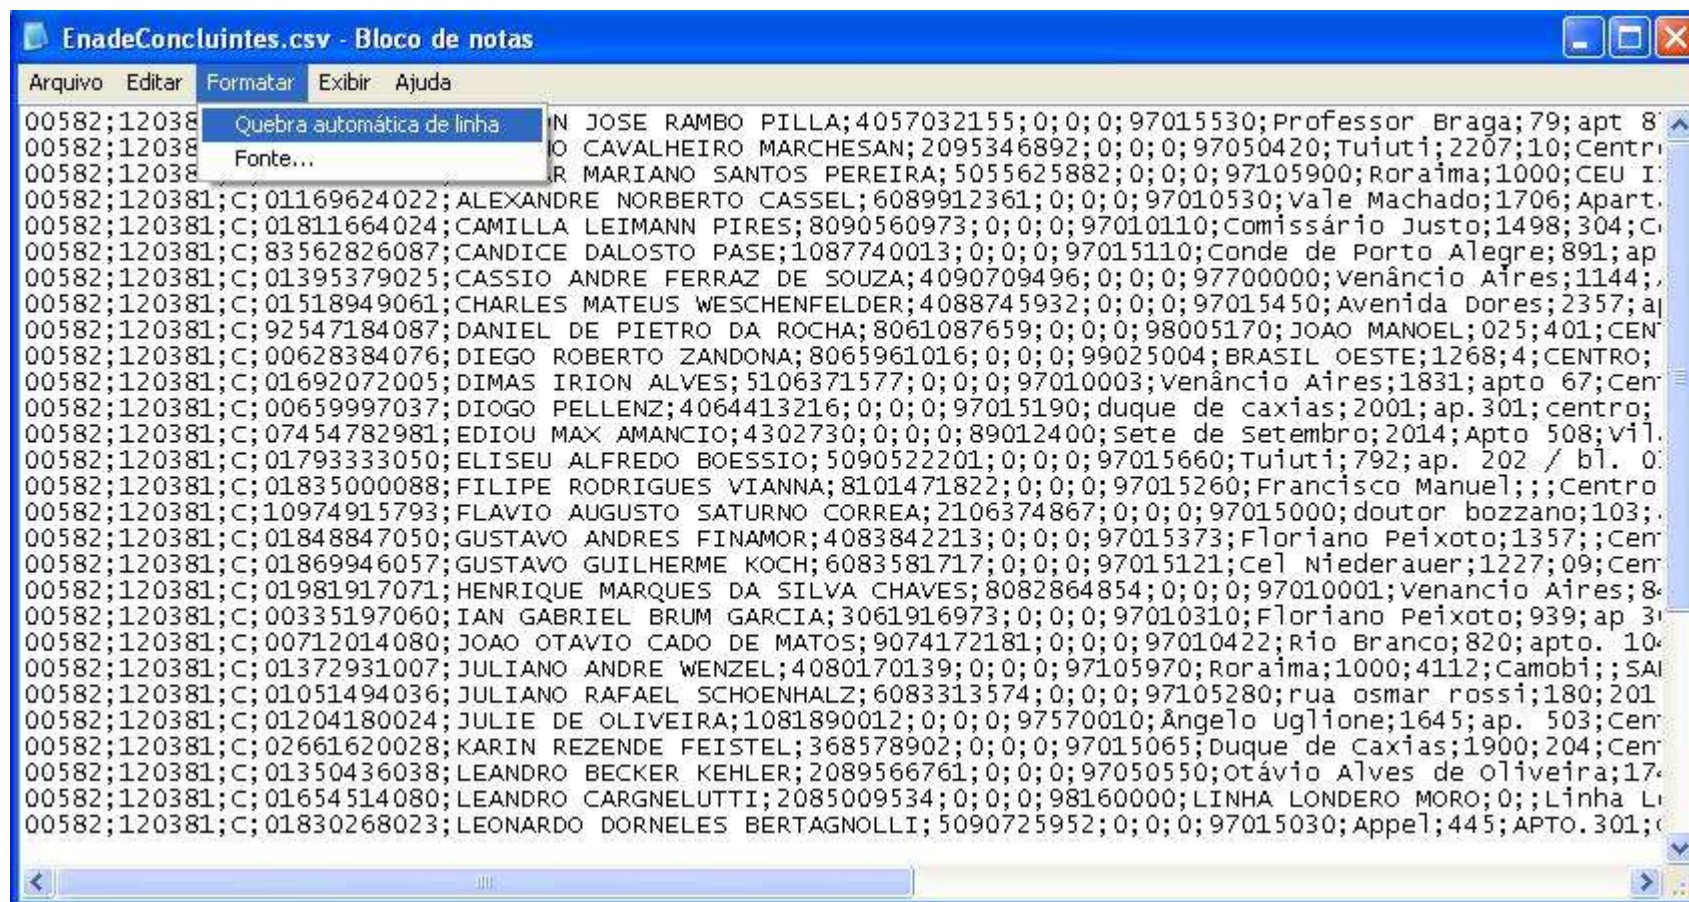 EnadeConcluintes.csv - Bloco de notas
Arquivo Editar Formatar Exibir Ajuda
Quebra automática de linha
Fonte...
00582;12038 N JOSE RAMBO PILLA;4057032155;0;0;0;97015530;Professor Braga;79;apt 8
00582;12038 O CAVALHEIRO MARCHESAN;2095346892;0;0;0;97050420;Tuiuti;2207;10;Centr
00582;12038 R MARIANO SANTOS PEREIRA;5055625882;0;0;0;97105900;Roraima;1000;CEU I
00582;120381;C;01169624022;ALEXANDRE NORBERTO CASSEL;6089912361;0;0;0;97010530;Vale Machado;1706;Apart
00582;120381;C;01811664024;CAMILLA LEIMANN PIRES;8090560973;0;0;0;97010110;Comissário Justo;1498;304;C
00582;120381;C;83562826087;CANDICE DALOSTO PASE;1087740013;0;0;0;97015110;Conde de Porto Alegre;891;ap
00582;120381;C;01395379025;CASSIO ANDRE FERRAZ DE SOUZA;4090709496;0;0;0;97700000;Venâncio Aires;1144;
00582;120381;C;01518949061;CHARLES MATEUS WESCHENFELDER;4088745932;0;0;0;97015450;Avenida Dores;2357;a
00582;120381;C;92547184087;DANIEL DE PIETRO DA ROCHA;8061087659;0;0;0;98005170;JOAO MANOEL;025;401;CEN
00582;120381;C;00628384076;DIEGO ROBERTO ZANDONA;8065961016;0;0;0;99025004;BRASIL OESTE;1268;4;CENTRO;
00582;120381;C;01692072005;DIMAS IRION ALVES;5106371577;0;0;0;97010003;Venâncio Aires;1831;apto 67;Cen
00582;120381;C;00659997037;DIOGO PELLENZ;4064413216;0;0;0;97015190;duque de caxias;2001;ap.301;centro;
00582;120381;C;07454782981;EDIOU MAX AMANCIO;4302730;0;0;0;89012400;Sete de Setembro;2014;Apto 508;Vil
00582;120381;C;01793333050;ELISEU ALFREDO BOESSIO;5090522201;0;0;0;97015660;Tuiuti;792;ap. 202 / bl. 0
00582;120381;C;01835000088;FILIPE RODRIGUES VIANNA;8101471822;0;0;0;97015260;Francisco Manuel;;;Centro
00582;120381;C;10974915793;FLAVIO AUGUSTO SATURNO CORREA;2106374867;0;0;0;97015000;doutor bozzano;103;
00582;120381;C;01848847050;GUSTAVO ANDRES FINAMOR;4083842213;0;0;0;97015373;Floriano Peixoto;1357;;Cen
00582;120381;C;01869946057;GUSTAVO GUILHERME KOCH;6083581717;0;0;0;97015121;Cel Niederauer;1227;09;Cen
00582;120381;C;01981917071;HENRIQUE MARQUES DA SILVA CHAVES;8082864854;0;0;0;97010001;Venancio Aires;8
00582;120381;C;00335197060;IAN GABRIEL BRUM GARCIA;3061916973;0;0;0;97010310;Floriano Peixoto;939;ap 3
00582;120381;C;00712014080;JOAO OTAVIO CADO DE MATOS;9074172181;0;0;0;97010422;Rio Branco;820;apto. 10
00582;120381;C;01372931007;JULIANO ANDRE WENZEL;4080170139;0;0;0;97105970;Roraima;1000;4112;Camobi;;SA
00582;120381;C;01051494036;JULIANO RAFAEL SCHOENHALZ;6083313574;0;0;0;97105280;rua osmar rossi;180;201
00582;120381;C;01204180024;JULIE DE OLIVEIRA;1081890012;0;0;0;97570010;Ângelo Uglione;1645;ap. 503;Cen
00582;120381;C;02661620028;KARIN REZENDE FEISTEL;368578902;0;0;0;97015065;Duque de Caxias;1900;204;Cen
00582;120381;C;01350436038;LEANDRO BECKER KEHLER;2089566761;0;0;0;97050550;Otávio Alves de Oliveira;17
00582;120381;C;01654514080;LEANDRO CARGNELUTTI;2085009534;0;0;0;98160000;LINHA LONDERO MORO;0;;Linha L
00582;120381;C;01830268023;LEONARDO DORNELES BERTAGNOLLI;5090725952;0;0;0;97015030;Appel;445;APTO.301;